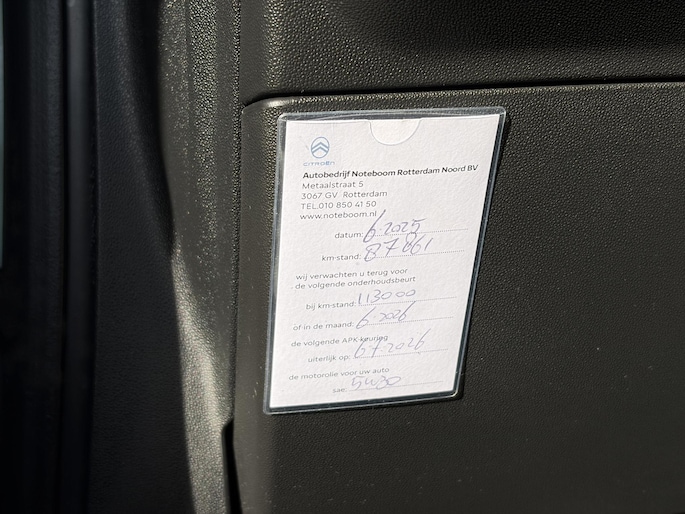 CITROËN
Autobedrijf Noteboom Rotterdam Noord BV
Metaalstraat 5
3067 GV Rotterdam
TEL.010 850 41 50
www.noteboom.nl
datum: 6-2025
km-stand: 87861
wij verwachten u terug voor
de volgende onderhoudsbeurt
bij km-stand: 113000
of in de maand: 6-2026
de volgende APK-keuring
uiterlijk op: 6-7-2026
de motorolie voor uw auto
sae: 5W30